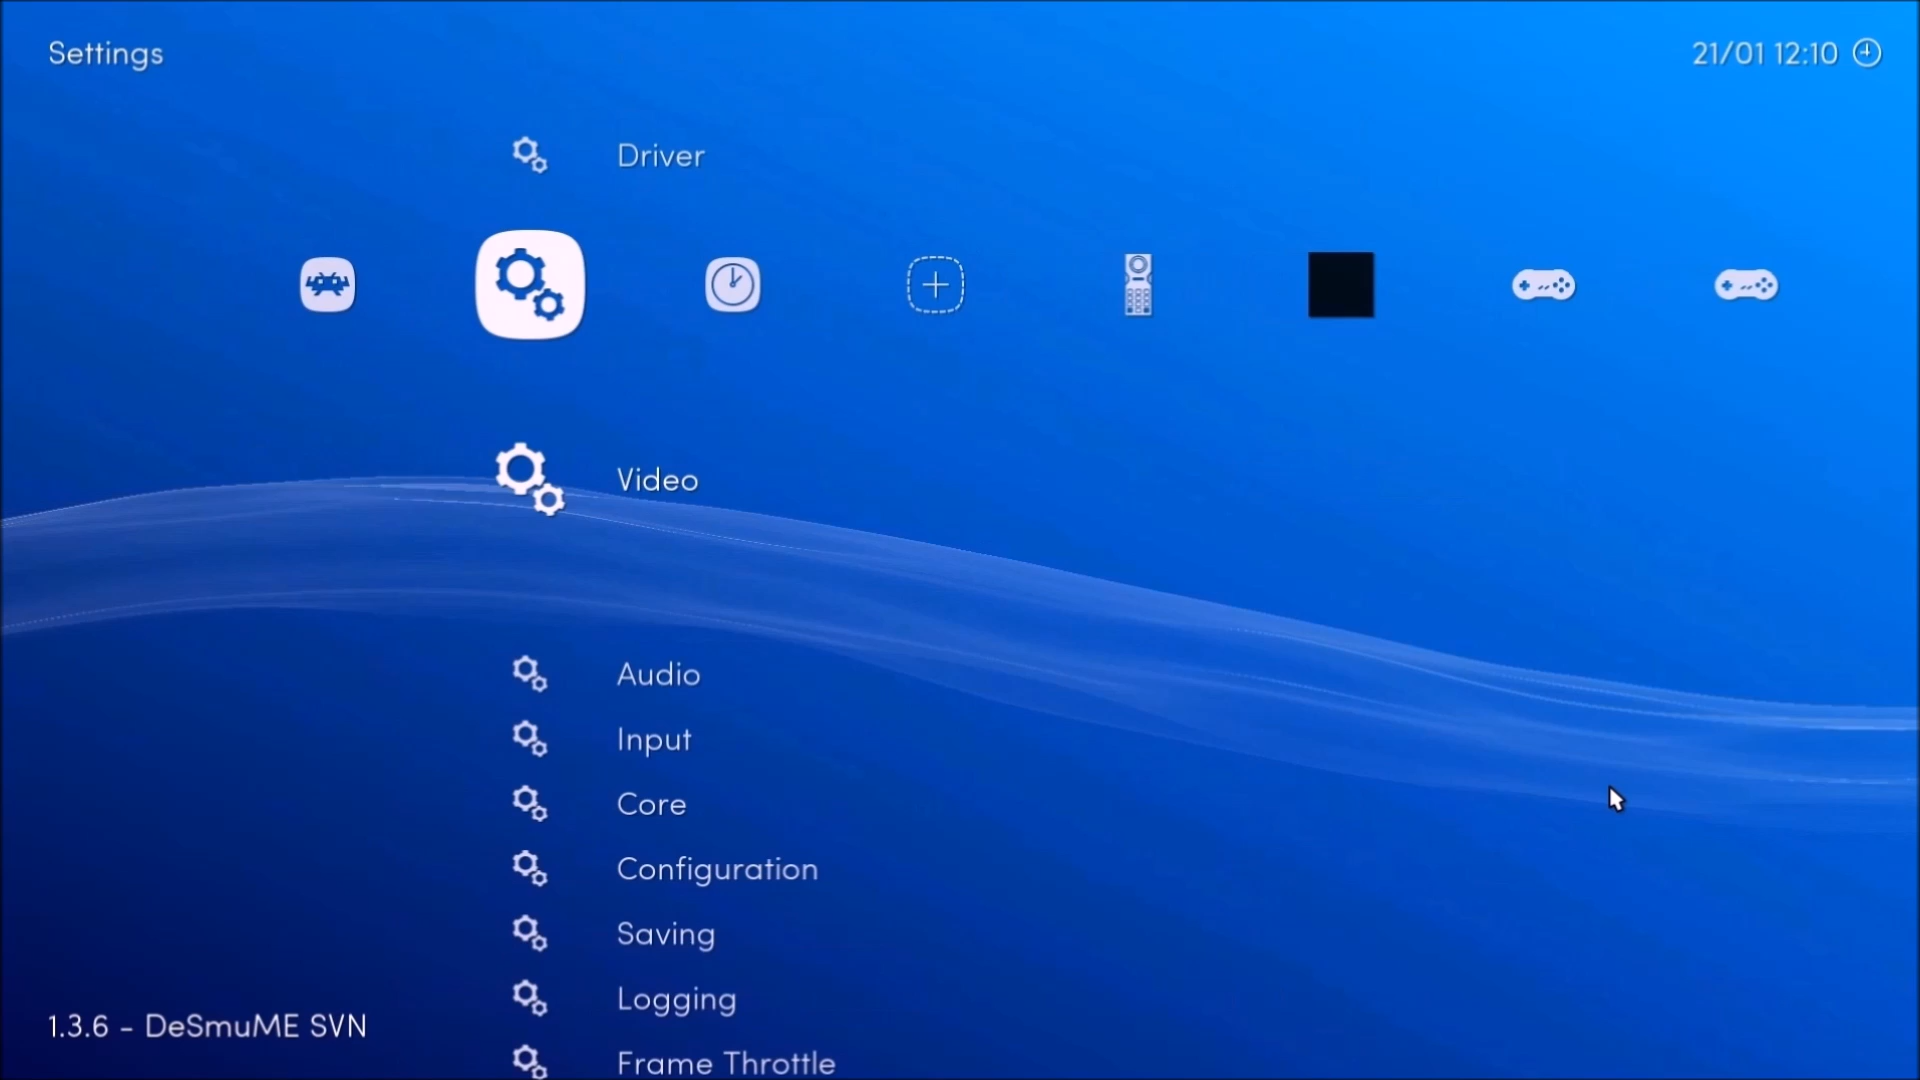 Settings
21/01 12:10
Driver
Video
Audio
Input
Core
Configuration
Saving
Logging
Frame Throttle
1.3.6 - DeSmuME SVN